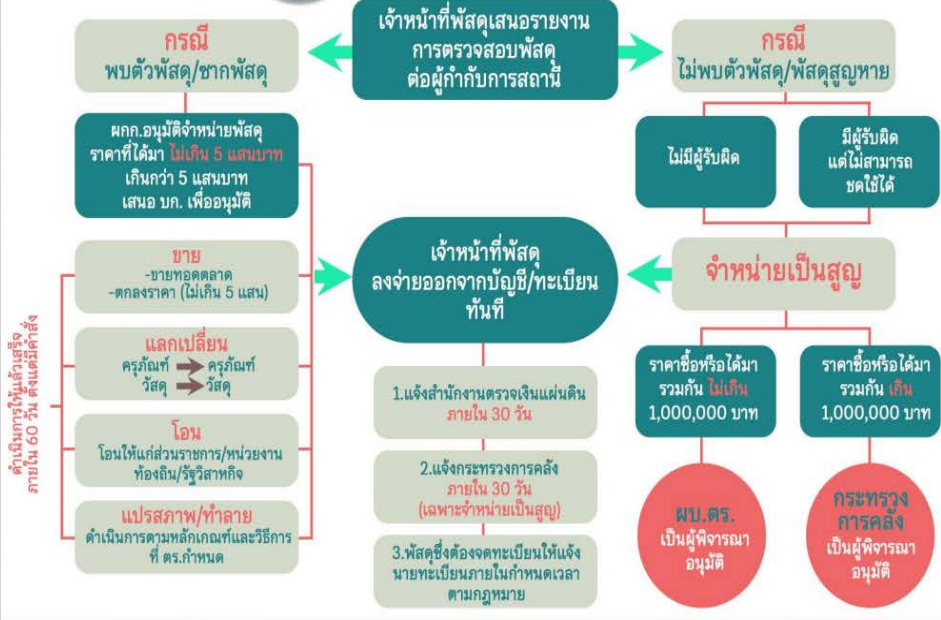 เจ้าหน้าที่พัสดุเสนอรายงาน
การตรวจสอบพัสดุ
ต่อผู้กำกับการสถานี
กรณี
พบตัวพัสดุ/ซากพัสดุ
ผกก.อนุมัติจำหน่ายพัสดุ
ราคาที่ได้มา ไม่เกิน 5 แสนบาท
เกินกว่า 5 แสนบาท
เสนอ บก. เพื่ออนุมัติ
ดำเนินการให้แล้วเสร็จ
ภายใน 60 วัน ตั้งแต่มีคำสั่ง
ขาย
-ขายทอดตลาด
-ตกลงราคา (ไม่เกิน 5 แสน)
แลกเปลี่ยน
ครุภัณฑ์ ครุภัณฑ์
วัสดุ วัสดุ
โอน
โอนให้แก่ส่วนราชการ/หน่วยงาน
ท้องถิ่น/รัฐวิสาหกิจ
แปรสภาพ/ทำลาย
ดำเนินการตามหลักเกณฑ์และวิธีการ
ที่ ตร.กำหนด
เจ้าหน้าที่พัสดุ
ลงจ่ายออกจากบัญชี/ทะเบียน
ทันที
1.แจ้งสำนักงานตรวจเงินแผ่นดิน
ภายใน 30 วัน
2.แจ้งกระทรวงการคลัง
ภายใน 30 วัน
(เฉพาะจำหน่ายเป็นสูญ)
3.พัสดุซึ่งต้องจดทะเบียนให้แจ้ง
นายทะเบียนภายในกำหนดเวลา
ตามกฎหมาย
กรณี
ไม่พบตัวพัสดุ/พัสดุสูญหาย
ไม่มีผู้รับผิด
มีผู้รับผิด
แต่ไม่สามารถ
ชดใช้ได้
จำหน่ายเป็นสูญ
ราคาซื้อหรือได้มา
รวมกัน ไม่เกิน
1,000,000 บาท
ราคาซื้อหรือได้มา
รวมกัน เกิน
1,000,000 บาท
ผบ.ตร.
เป็นผู้พิจารณา
อนุมัติ
กระทรวง
การคลัง
เป็นผู้พิจารณา
อนุมัติ